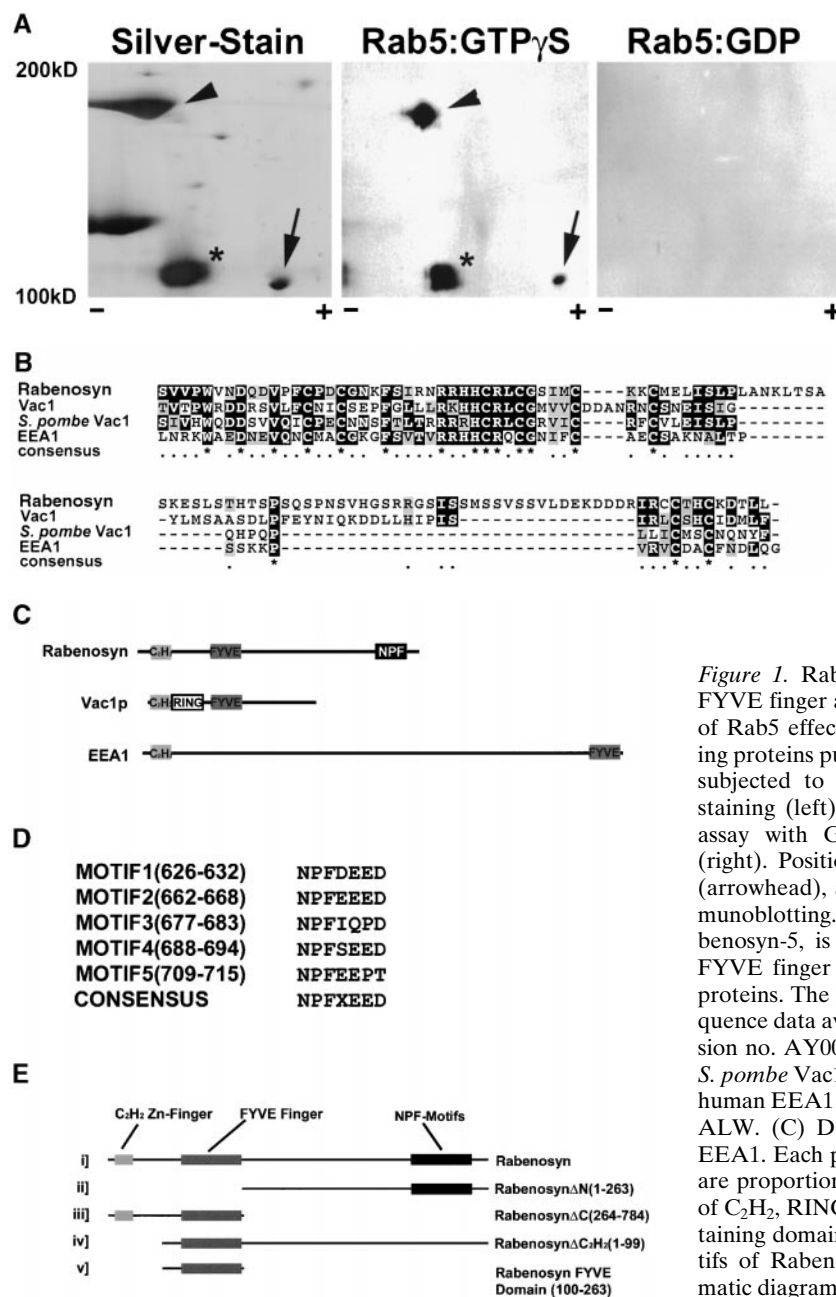 A
Silver-Stain Rab5:GTPγS Rab5:GDP
200kD
*
*
100kD
- + - + - +
B
Rabenosyn SVVPWVNDQDVPFCPDCGNKFSIRNRRHHCRLCGSIMC----KKCMELISLPLANKLTSA
Vac1 TVTPWRDDRSVLFCNICSEPFGLLLRKHHCRLCGMVVCDDANRNCSNEISIG------
S. pombe Vac1 SIVHWQDDSVVQICPECNNSFTLTRRRRHCRLCGRVIC----RFCVLEISLP------
EEA1 LNRKWAEDNEVQNCMACGKGFSVTVRRHHCRQCGNIFC----AECSAKNALTP-----
consensus
Rabenosyn SKESLSTHTSPSQSPNSVHGSRRGSISSMSSVSSVLDEKDDDRIRCCTHCKDTLL-
Vac1 -YLMSAASDLPFEYNIQKDDLLHIPIS----------------IRLCSHCIDMLF
S. pombe Vac1 ------QHPQP--------------------------------LLICMSCNQNYF-
EEA1 ------SSKKP--------------------------------VRVCDACFNDLQG
consensus
C
Rabenosyn C₂H₂ FYVE NPF
Vac1p C₂H₂ RING FYVE
EEA1 C₂H₂ FYVE
D
MOTIF1(626-632) NPFDEED
MOTIF2(662-668) NPFEEED
MOTIF3(677-683) NPFIQPD
MOTIF4(688-694) NPFSEED
MOTIF5(709-715) NPFEEPT
CONSENSUS NPFXEED
E
C₂H₂ Zn-Finger FYVE Finger NPF-Motifs
i] Rabenosyn
ii] RabenosynΔN(1-263)
iii] RabenosynΔC(264-784)
iv] RabenosynΔC₂H₂(1-99)
v] Rabenosyn FYVE
Domain (100-263)
Figure 1. Rab
FYVE finger a
of Rab5 effec
ing proteins pu
subjected to
staining (left)
assay with G
(right). Positio
(arrowhead),
munoblotting.
benosyn-5, is
FYVE finger
proteins. The
quence data av
sion no. AY00
S. pombe Vac1
human EEA1
ALW. (C) D
EEA1. Each p
are proportion
of C₂H₂, RING
taining domain
tifs of Raben
matic diagram